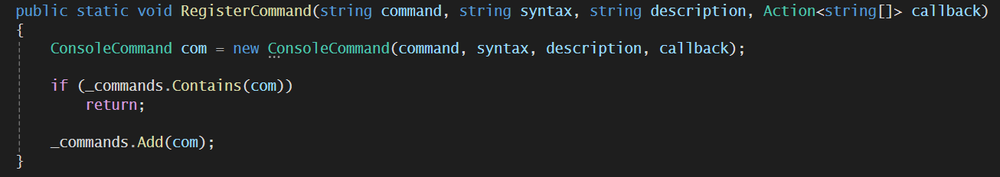 public static void RegisterCommand(string command, string syntax, string description, Action<string[]> callback)
{
ConsoleCommand com = new ConsoleCommand(command, syntax, description, callback);
if (_commands.Contains(com))
return;
_commands.Add(com);
}